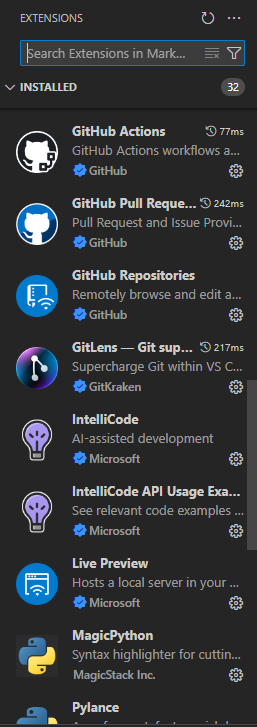 EXTENSIONS
Search Extensions in Mark...
INSTALLED 32
GitHub Actions 77ms
GitHub Actions workflows a...
GitHub
GitHub Pull Reque... 242ms
Pull Request and Issue Provi...
GitHub
GitHub Repositories
Remotely browse and edit a...
GitHub
GitLens — Git sup... 217ms
Supercharge Git within VS C...
GitKraken
IntelliCode
AI-assisted development
Microsoft
IntelliCode API Usage Exa...
See relevant code examples ...
Microsoft
Live Preview
Hosts a local server in your ...
Microsoft
MagicPython
Syntax highlighter for cuttin...
MagicStack Inc.
Pylance